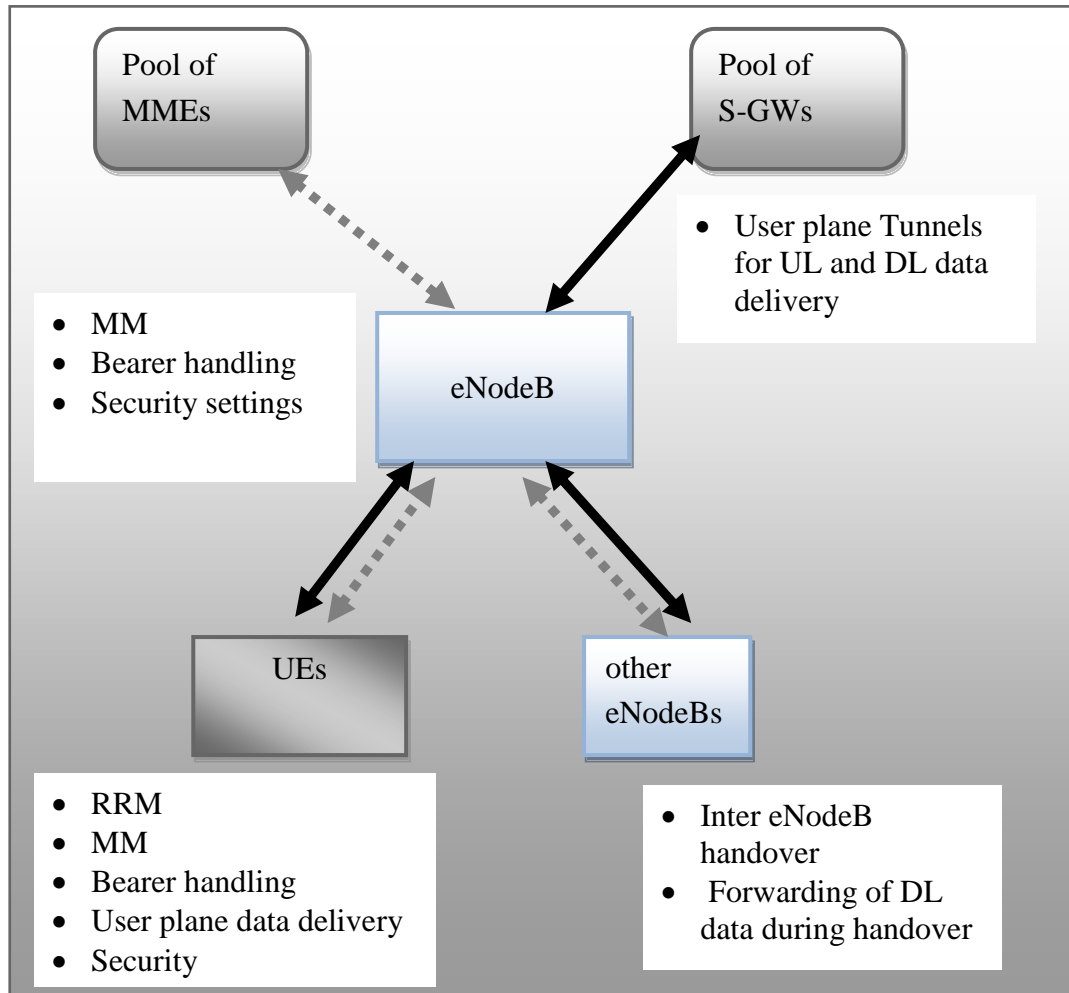 Pool of
MMEs
Pool of
S-GWs
• User plane Tunnels
for UL and DL data
delivery
• MM
• Bearer handling
• Security settings
eNodeB
UEs
other
eNodeBs
• RRM
• MM
• Bearer handling
• User plane data delivery
• Security
• Inter eNodeB
handover
• Forwarding of DL
data during handover